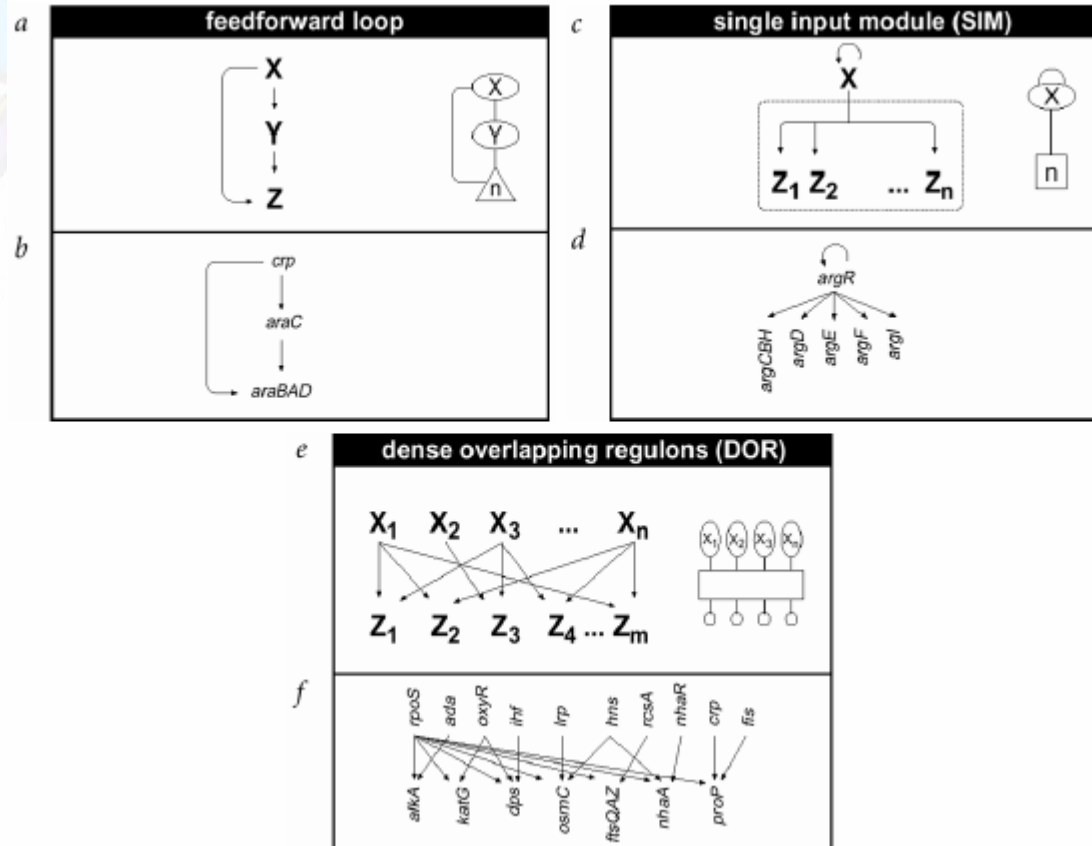 a
feedforward loop
X
Y
Z
X
Y
n
b
crp
araC
araBAD
c
single input module (SIM)
X
Z1 Z2 ... Zn
X
n
d
argR
argCBH argD argE argF argI
e
dense overlapping regulons (DOR)
X1 X2 X3 ... Xn
Z1 Z2 Z3 Z4 ... Zm
X1 X2 X3 Xn
f
rpoS ada oxyR ihf lrp hns rcsA nhaR crp fis
alkA katG dps osmC ftsQAZ nhaA proP